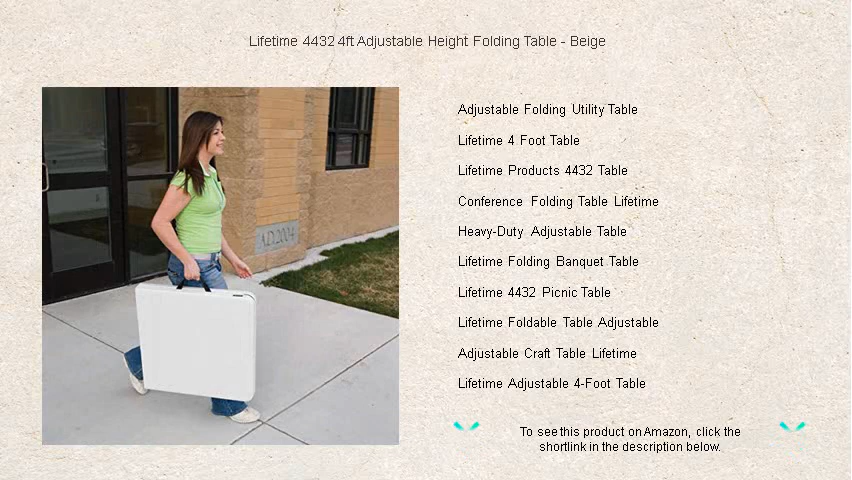 Lifetime 4432 4ft Adjustable Height Folding Table - Beige
A.D. 2004
Adjustable Folding Utility Table
Lifetime 4 Foot Table
Lifetime Products 4432 Table
Conference Folding Table Lifetime
Heavy-Duty Adjustable Table
Lifetime Folding Banquet Table
Lifetime 4432 Picnic Table
Lifetime Foldable Table Adjustable
Adjustable Craft Table Lifetime
Lifetime Adjustable 4-Foot Table
To see this product on Amazon, click the
shortlink in the description below.